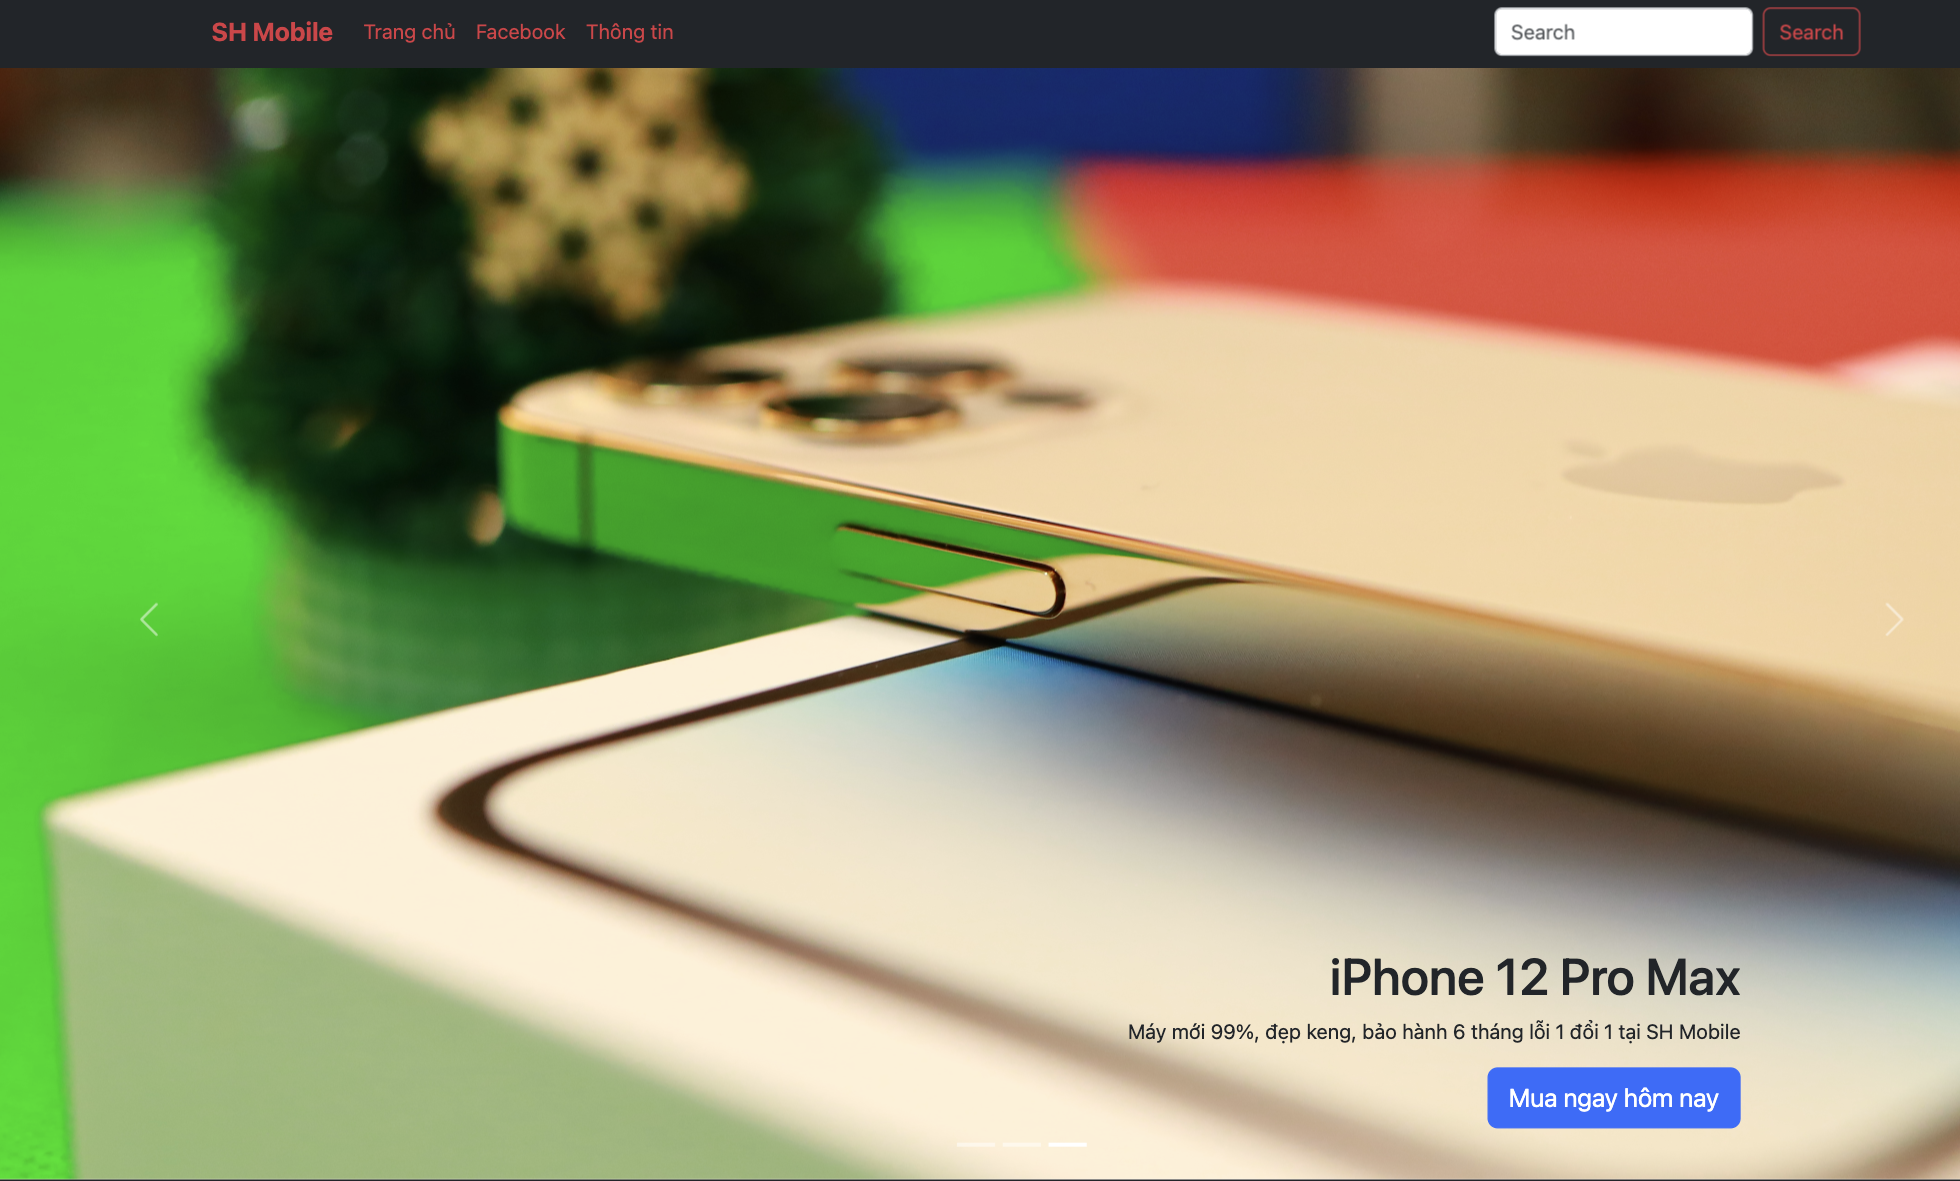 SH Mobile Trang chủ Facebook Thông tin Search Search
iPhone 12 Pro Max
Máy mới 99%, đẹp keng, bảo hành 6 tháng lỗi 1 đổi 1 tại SH Mobile
Mua ngay hôm nay